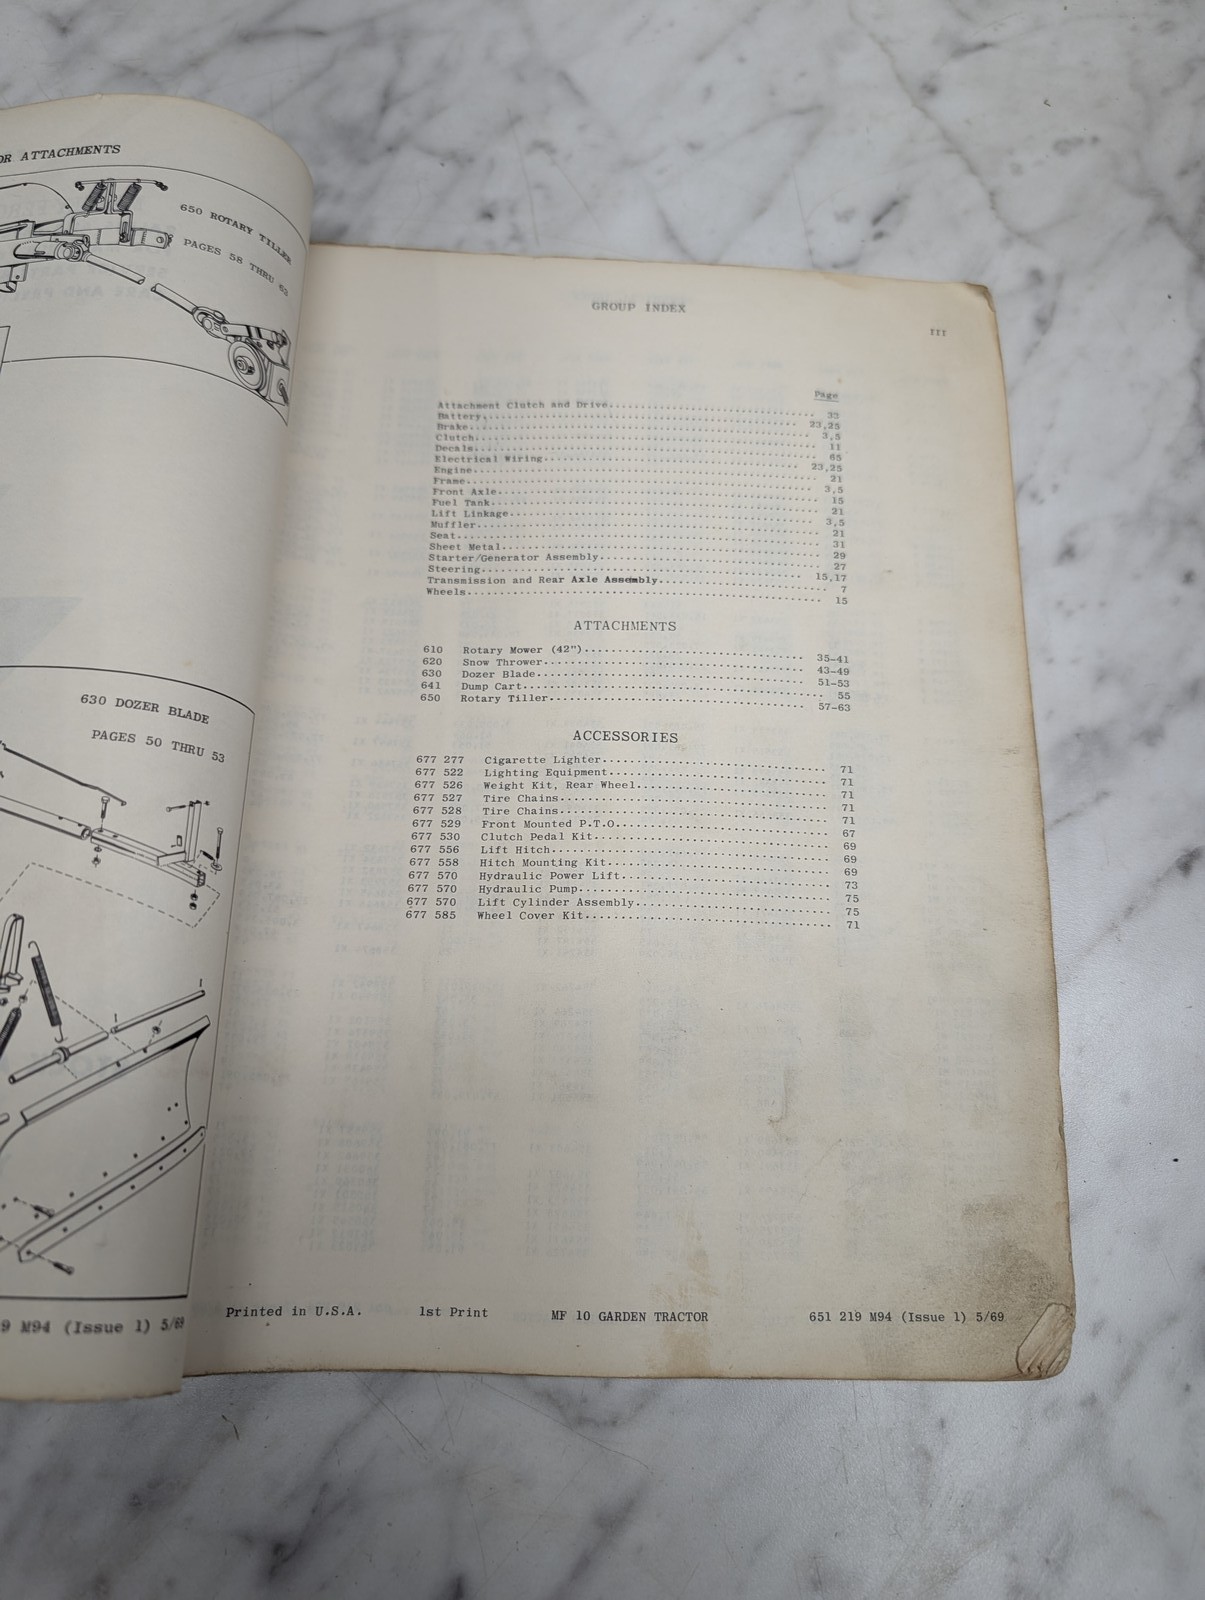 OR ATTACHMENTS
650 ROTARY TILLER
PAGES 58 THRU
630 DOZER BLADE
PAGES 50 THRU 53
9 M94 (Issue 1) 5/69
GROUP INDEX
III
Page
Attachment Clutch and Drive........ 33
Battery........ 23,25
Brake........ 3,5
Clutch........ 11
Decals........ 65
Electrical Wiring........ 23,25
Engine........ 21
Frame........ 3,5
Front Axle........ 15
Fuel Tank........ 21
Lift Linkage........ 3,5
Muffler........ 21
Seat........ 31
Sheet Metal........ 29
Starter/Generator Assembly........ 27
Steering........ 15,17
Transmission and Rear Axle Assembly........ 7
Wheels........ 15
ATTACHMENTS
610 Rotary Mower (42")........ 35-41
620 Snow Thrower........ 43-49
630 Dozer Blade........ 51-53
641 Dump Cart........ 55
650 Rotary Tiller........ 57-63
ACCESSORIES
677 277 Cigarette Lighter........ 71
677 522 Lighting Equipment........ 71
677 526 Weight Kit, Rear Wheel........ 71
677 527 Tire Chains........ 71
677 528 Tire Chains........ 71
677 529 Front Mounted P.T.O........ 67
677 530 Clutch Pedal Kit........ 69
677 556 Lift Hitch........ 69
677 558 Hitch Mounting Kit........ 69
677 570 Hydraulic Power Lift........ 73
677 570 Hydraulic Pump........ 75
677 570 Lift Cylinder Assembly........ 75
677 585 Wheel Cover Kit........ 71
Printed in U.S.A. 1st Print MF 10 GARDEN TRACTOR 651 219 M94 (Issue 1) 5/69